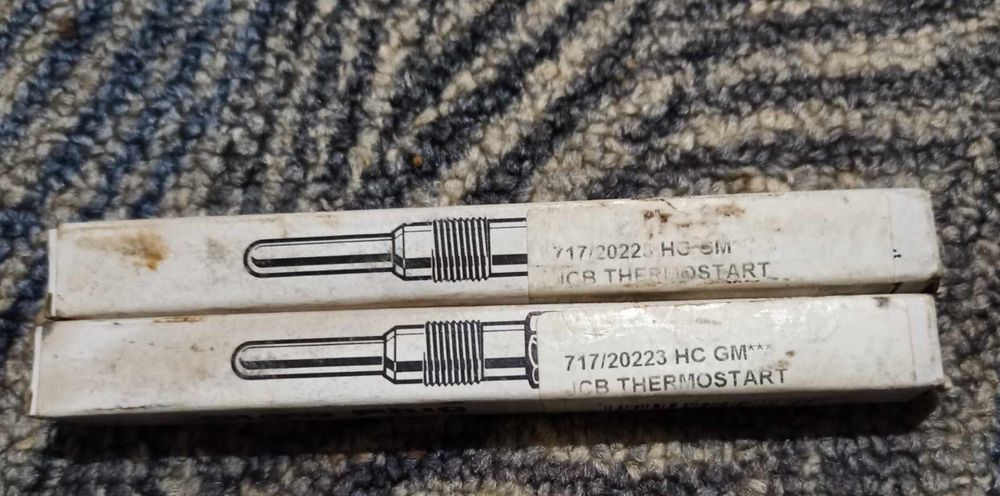 717/20223 HC GM
JCB THERMOSTART
717/20223 HC GM***
JCB THERMOSTART